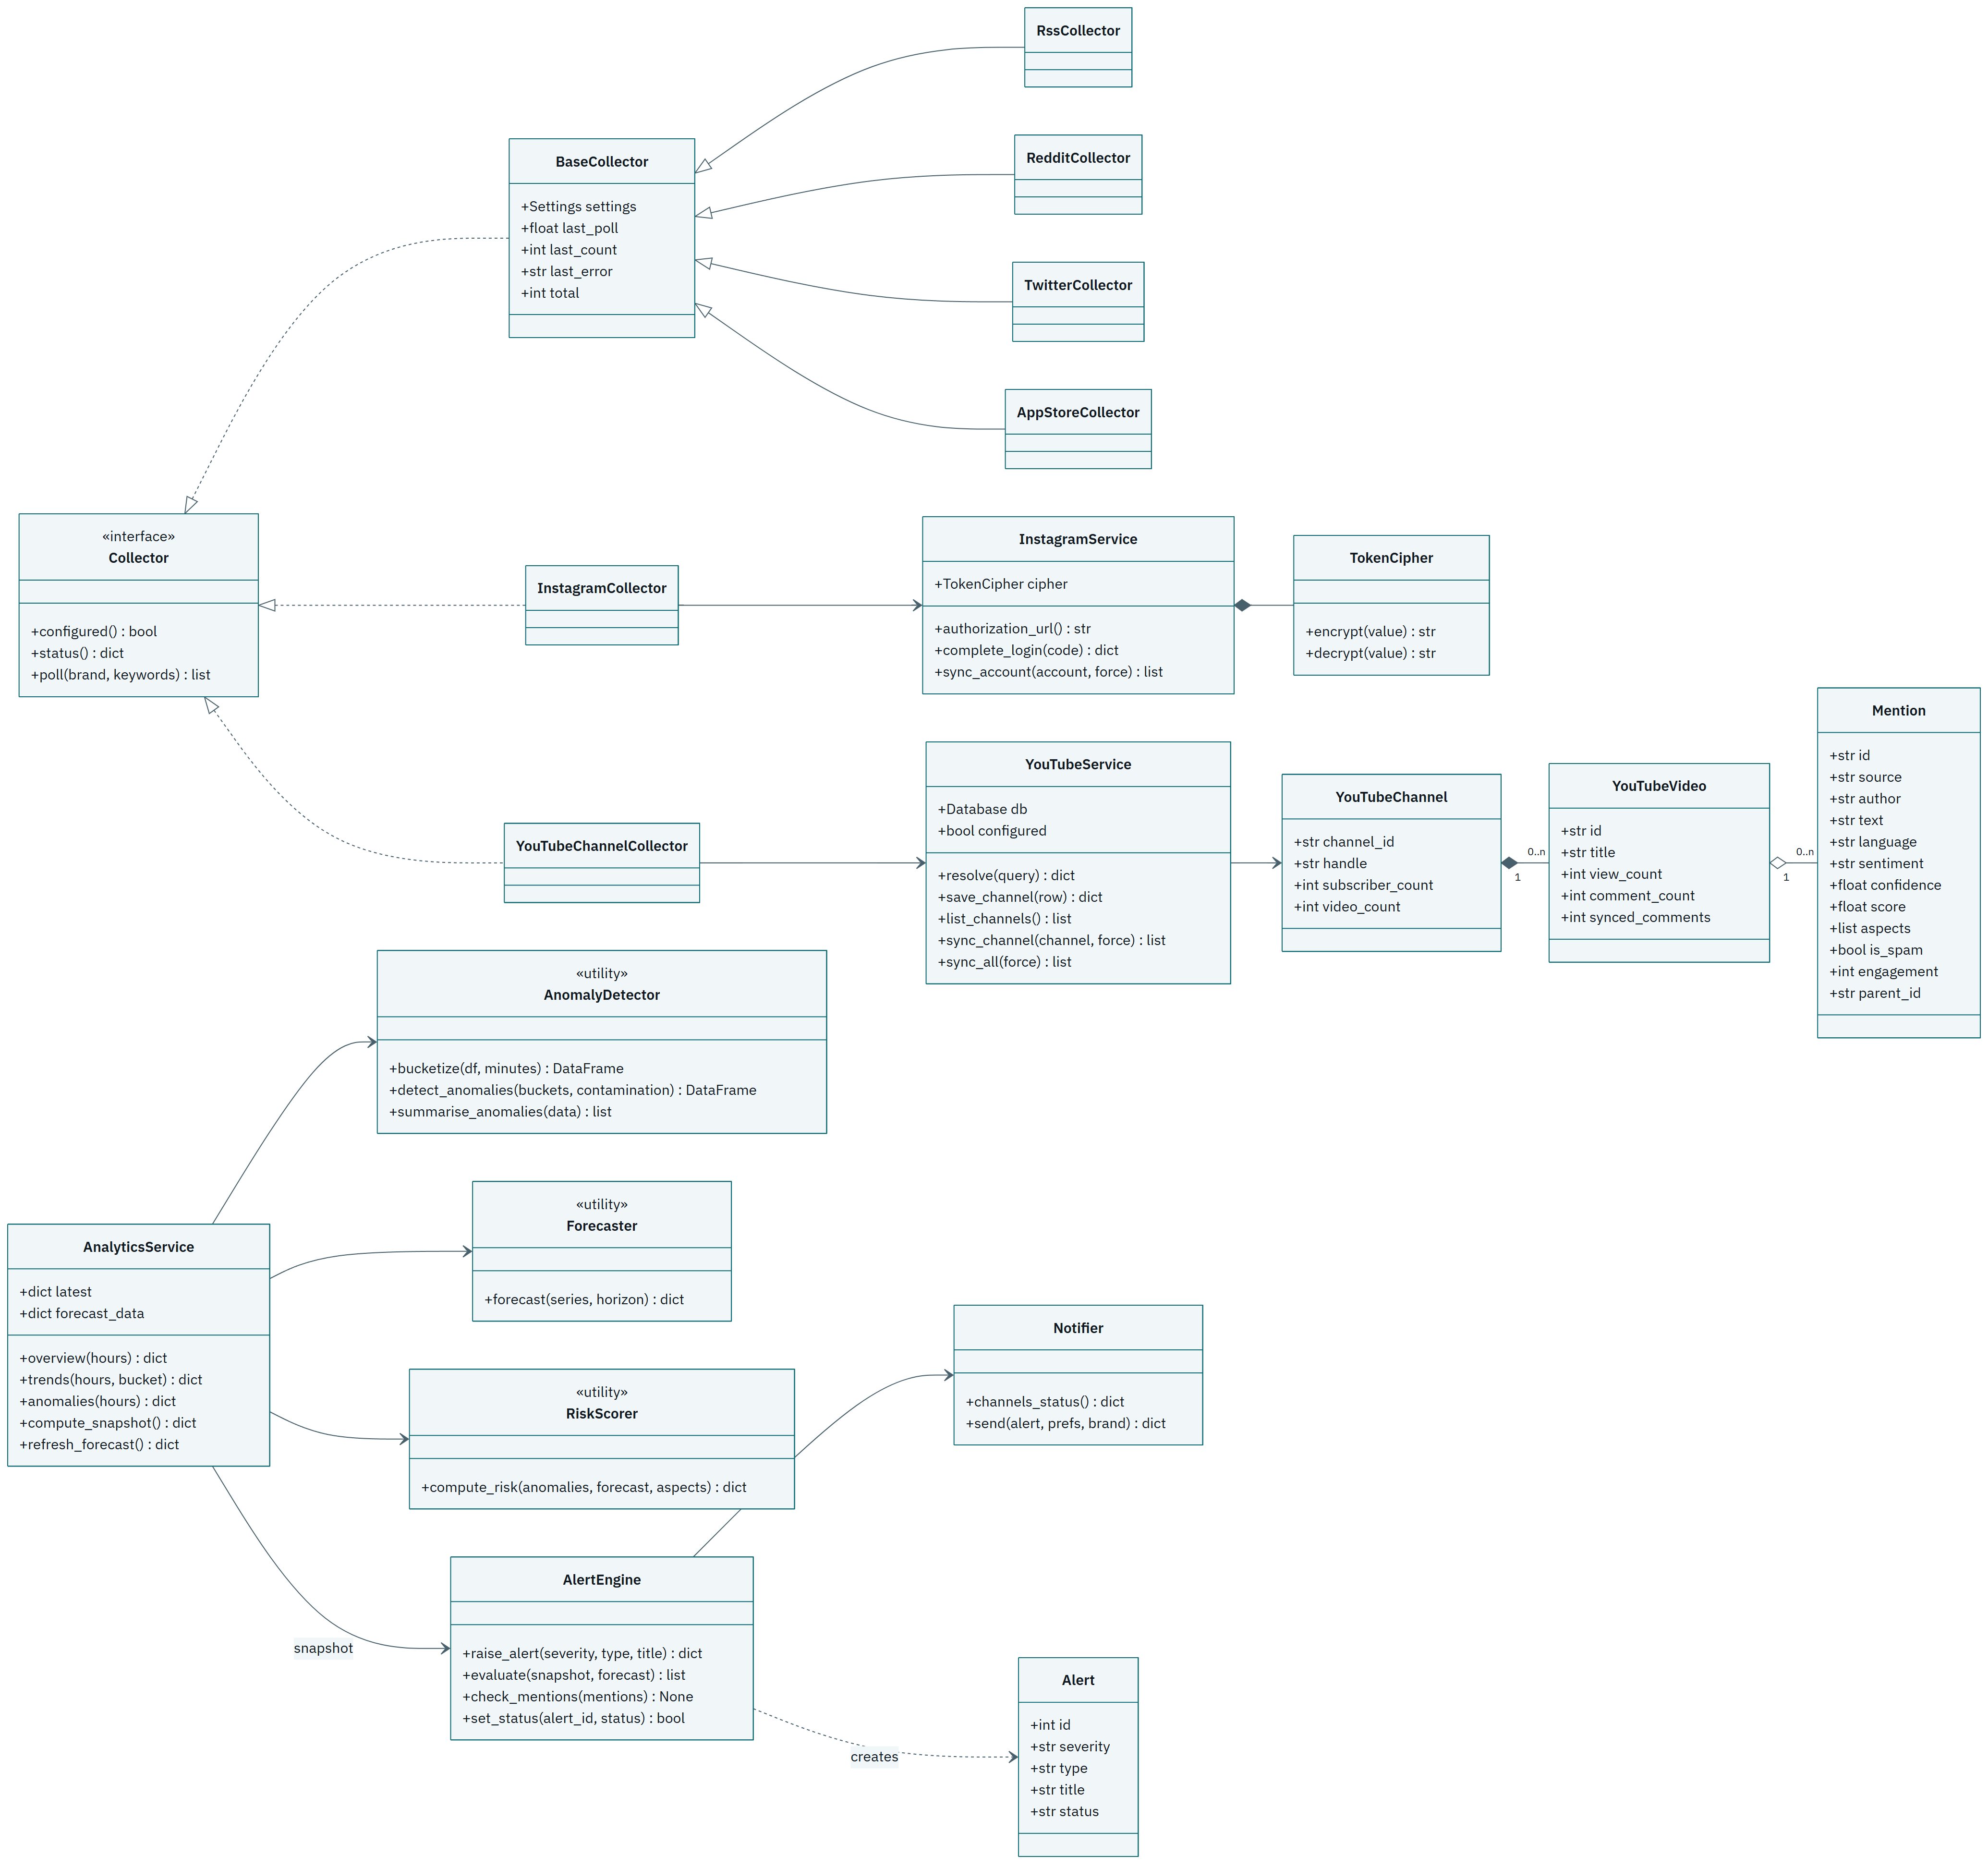 RssCollector
BaseCollector
+Settings settings
+float last_poll
+int last_count
+str last_error
+int total
RedditCollector
TwitterCollector
AppStoreCollector
«interface»
Collector
+configured() : bool
+status() : dict
+poll(brand, keywords) : list
InstagramCollector
InstagramService
+TokenCipher cipher
+authorization_url() : str
+complete_login(code) : dict
+sync_account(account, force) : list
TokenCipher
+encrypt(value) : str
+decrypt(value) : str
YouTubeChannelCollector
YouTubeService
+Database db
+bool configured
+resolve(query) : dict
+save_channel(row) : dict
+list_channels() : list
+sync_channel(channel, force) : list
+sync_all(force) : list
YouTubeChannel
+str channel_id
+str handle
+int subscriber_count
+int video_count
0..n
1
YouTubeVideo
+str id
+str title
+int view_count
+int comment_count
+int synced_comments
0..n
1
Mention
+str id
+str source
+str author
+str text
+str language
+str sentiment
+float confidence
+float score
+list aspects
+bool is_spam
+int engagement
+str parent_id
«utility»
AnomalyDetector
+bucketize(df, minutes) : DataFrame
+detect_anomalies(buckets, contamination) : DataFrame
+summarise_anomalies(data) : list
AnalyticsService
+dict latest
+dict forecast_data
+overview(hours) : dict
+trends(hours, bucket) : dict
+anomalies(hours) : dict
+compute_snapshot() : dict
+refresh_forecast() : dict
«utility»
Forecaster
+forecast(series, horizon) : dict
«utility»
RiskScorer
+compute_risk(anomalies, forecast, aspects) : dict
Notifier
+channels_status() : dict
+send(alert, prefs, brand) : dict
snapshot
AlertEngine
+raise_alert(severity, type, title) : dict
+evaluate(snapshot, forecast) : list
+check_mentions(mentions) : None
+set_status(alert_id, status) : bool
creates
Alert
+int id
+str severity
+str type
+str title
+str status